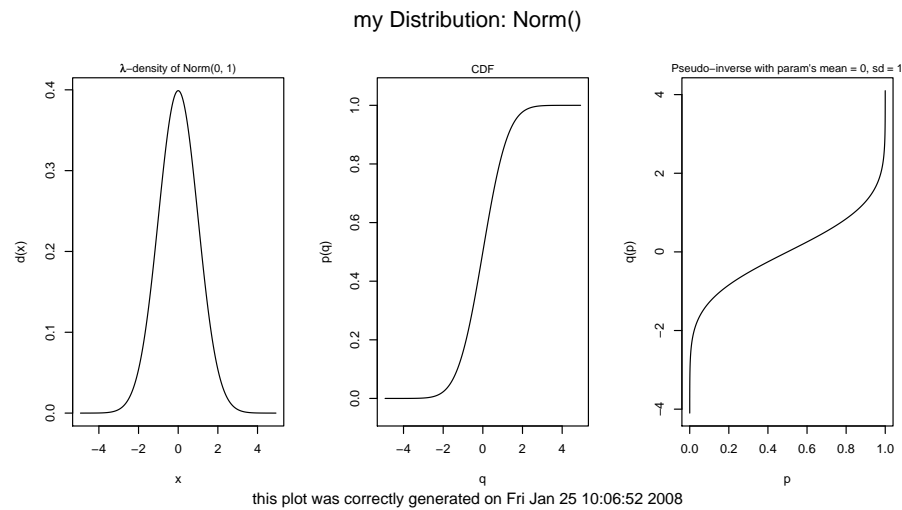 my Distribution: Norm()
λ−density of Norm(0, 1)
d(x)
0.4
0.3
0.2
0.1
0.0
−4 −2 0 2 4
x
CDF
p(q)
1.0
0.8
0.6
0.4
0.2
0.0
−4 −2 0 2 4
q
Pseudo−inverse with param's mean = 0, sd = 1
q(p)
4
2
0
−2
−4
0.0 0.2 0.4 0.6 0.8 1.0
p
this plot was correctly generated on Fri Jan 25 10:06:52 2008